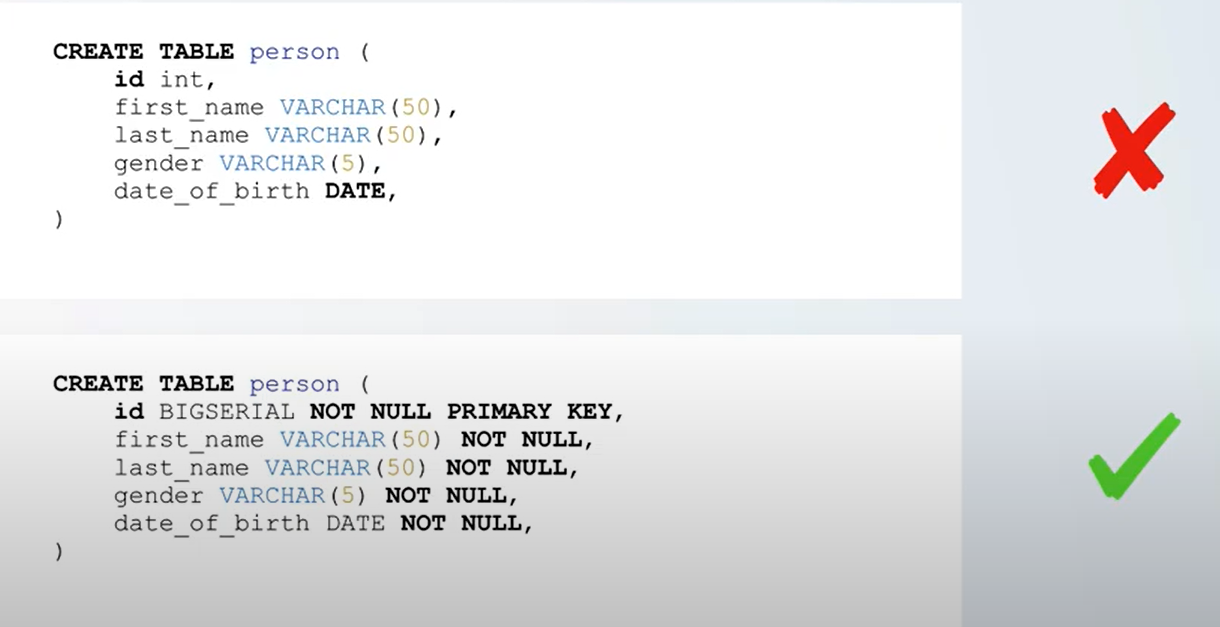 CREATE TABLE person (
id int,
first_name VARCHAR(50),
last_name VARCHAR(50),
gender VARCHAR(5),
date_of_birth DATE,
)
CREATE TABLE person (
id BIGSERIAL NOT NULL PRIMARY KEY,
first_name VARCHAR(50) NOT NULL,
last_name VARCHAR(50) NOT NULL,
gender VARCHAR(5) NOT NULL,
date_of_birth DATE NOT NULL,
)